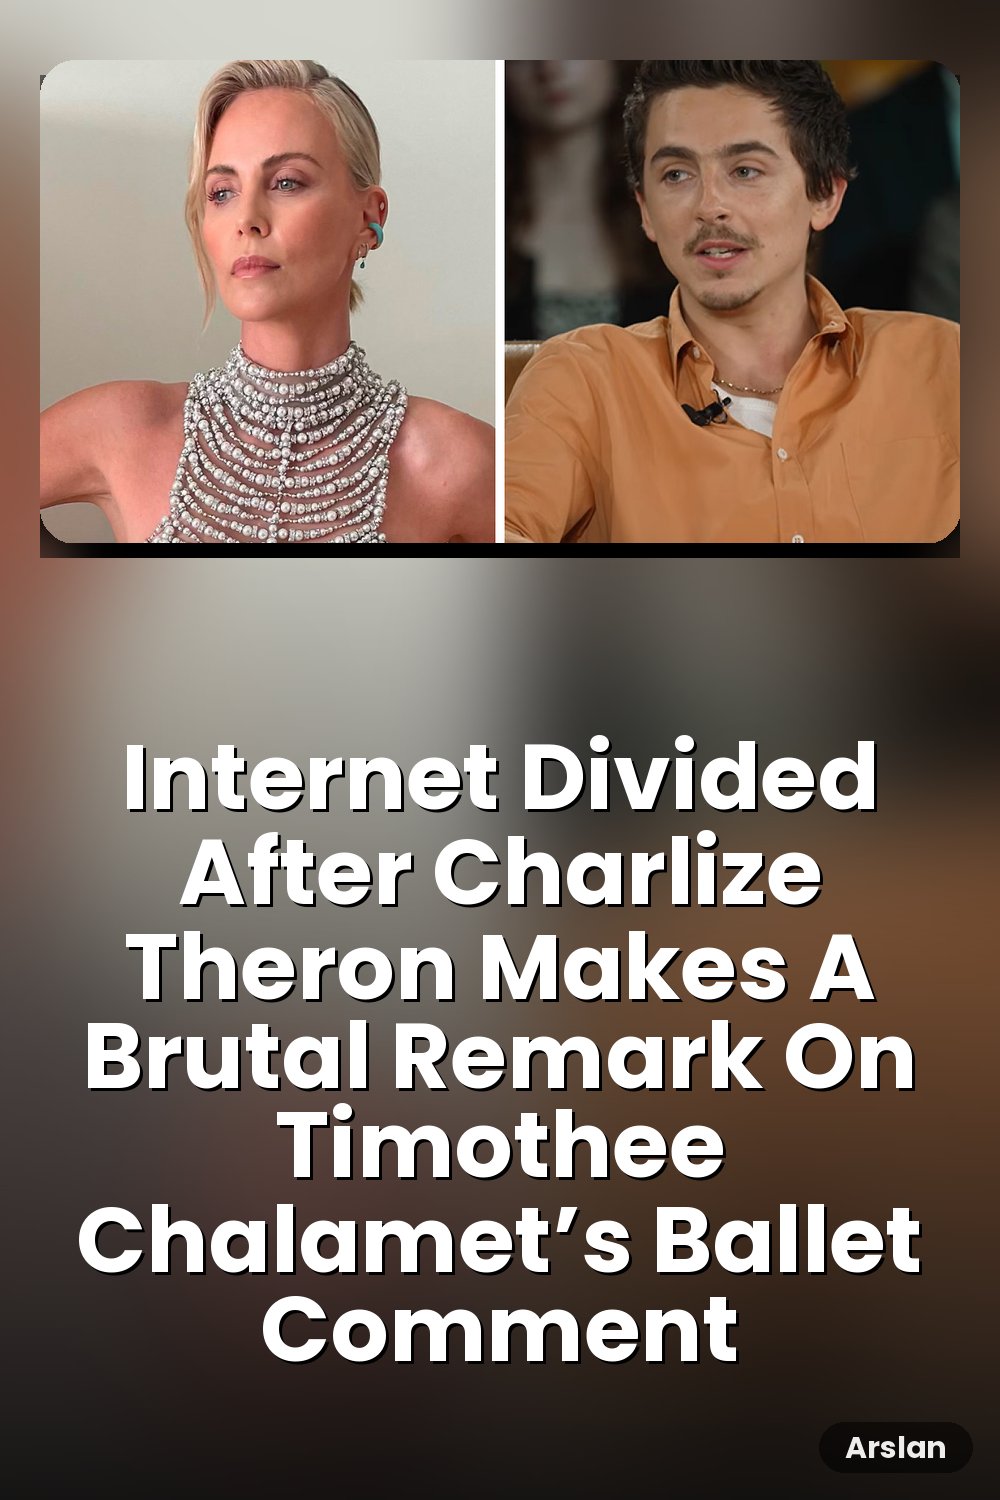 Internet Divided
After Charlize
Theron Makes A
Brutal Remark On
Timothee
Chalamet’s Ballet
Comment
Arslan